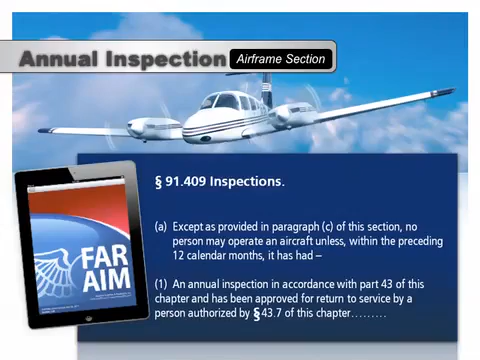 Annual Inspection
Airframe Section
§ 91.409 Inspections.
(a) Except as provided in paragraph (c) of this section, no
person may operate an aircraft unless, within the preceding
12 calendar months, it has had –
(1) An annual inspection in accordance with part 43 of this
chapter and has been approved for return to service by a
person authorized by § 43.7 of this chapter.........
FAR
AIM